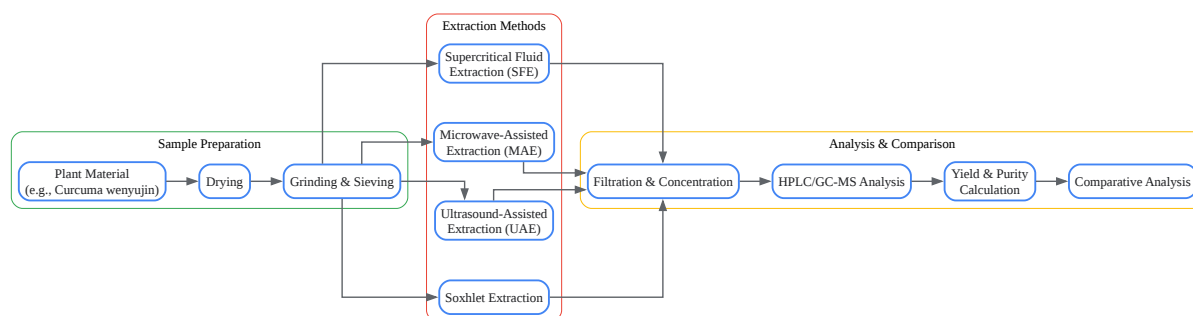 Extraction Methods
Supercritical Fluid
Extraction (SFE)
Sample Preparation
Microwave-Assisted
Extraction (MAE)
Analysis & Comparison
Plant Material
(e.g., Curcuma wenyujin)
Drying
Grinding & Sieving
Filtration & Concentration
HPLC/GC-MS Analysis
Yield & Purity
Calculation
Comparative Analysis
Ultrasound-Assisted
Extraction (UAE)
Soxhlet Extraction